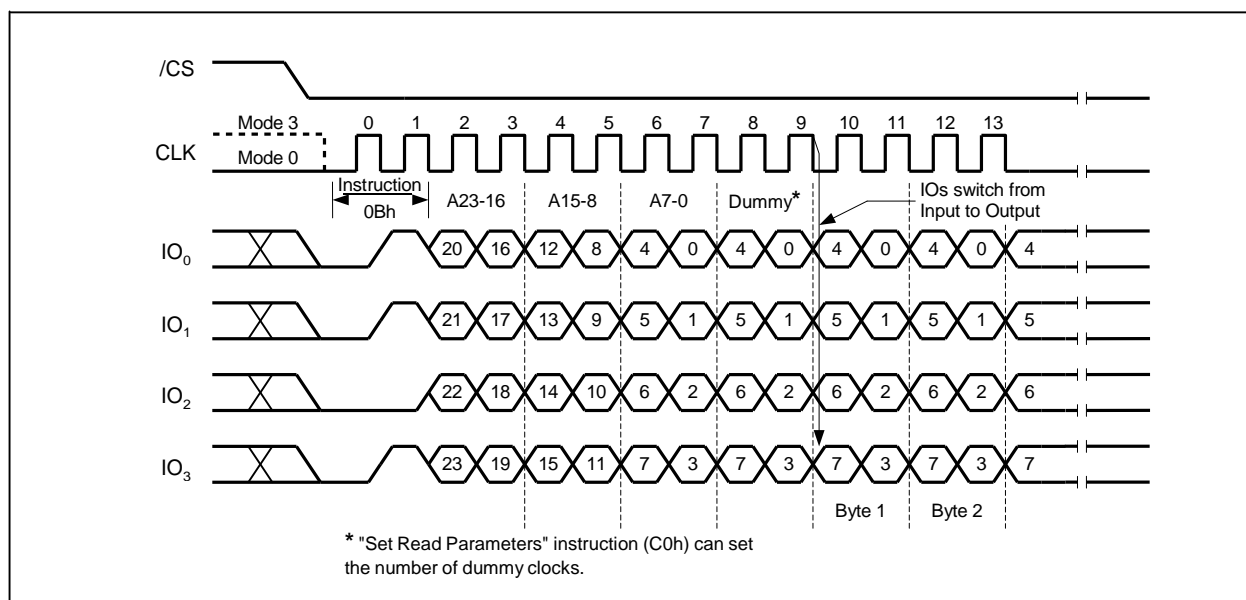 /CS
Mode 3
0 1 2 3 4 5 6 7 8 9 10 11 12 13
CLK
Mode 0
Instruction
0Bh
A23-16 A15-8 A7-0 Dummy*
IOs switch from
Input to Output
IO0 20 16 12 8 4 0 4 0 4 0 4 0 4
IO1 21 17 13 9 5 1 5 1 5 1 5 1 5
IO2 22 18 14 10 6 2 6 2 6 2 6 2 6
IO3 23 19 15 11 7 3 7 3 7 3 7 3 7
Byte 1 Byte 2
* "Set Read Parameters" instruction (C0h) can set
the number of dummy clocks.